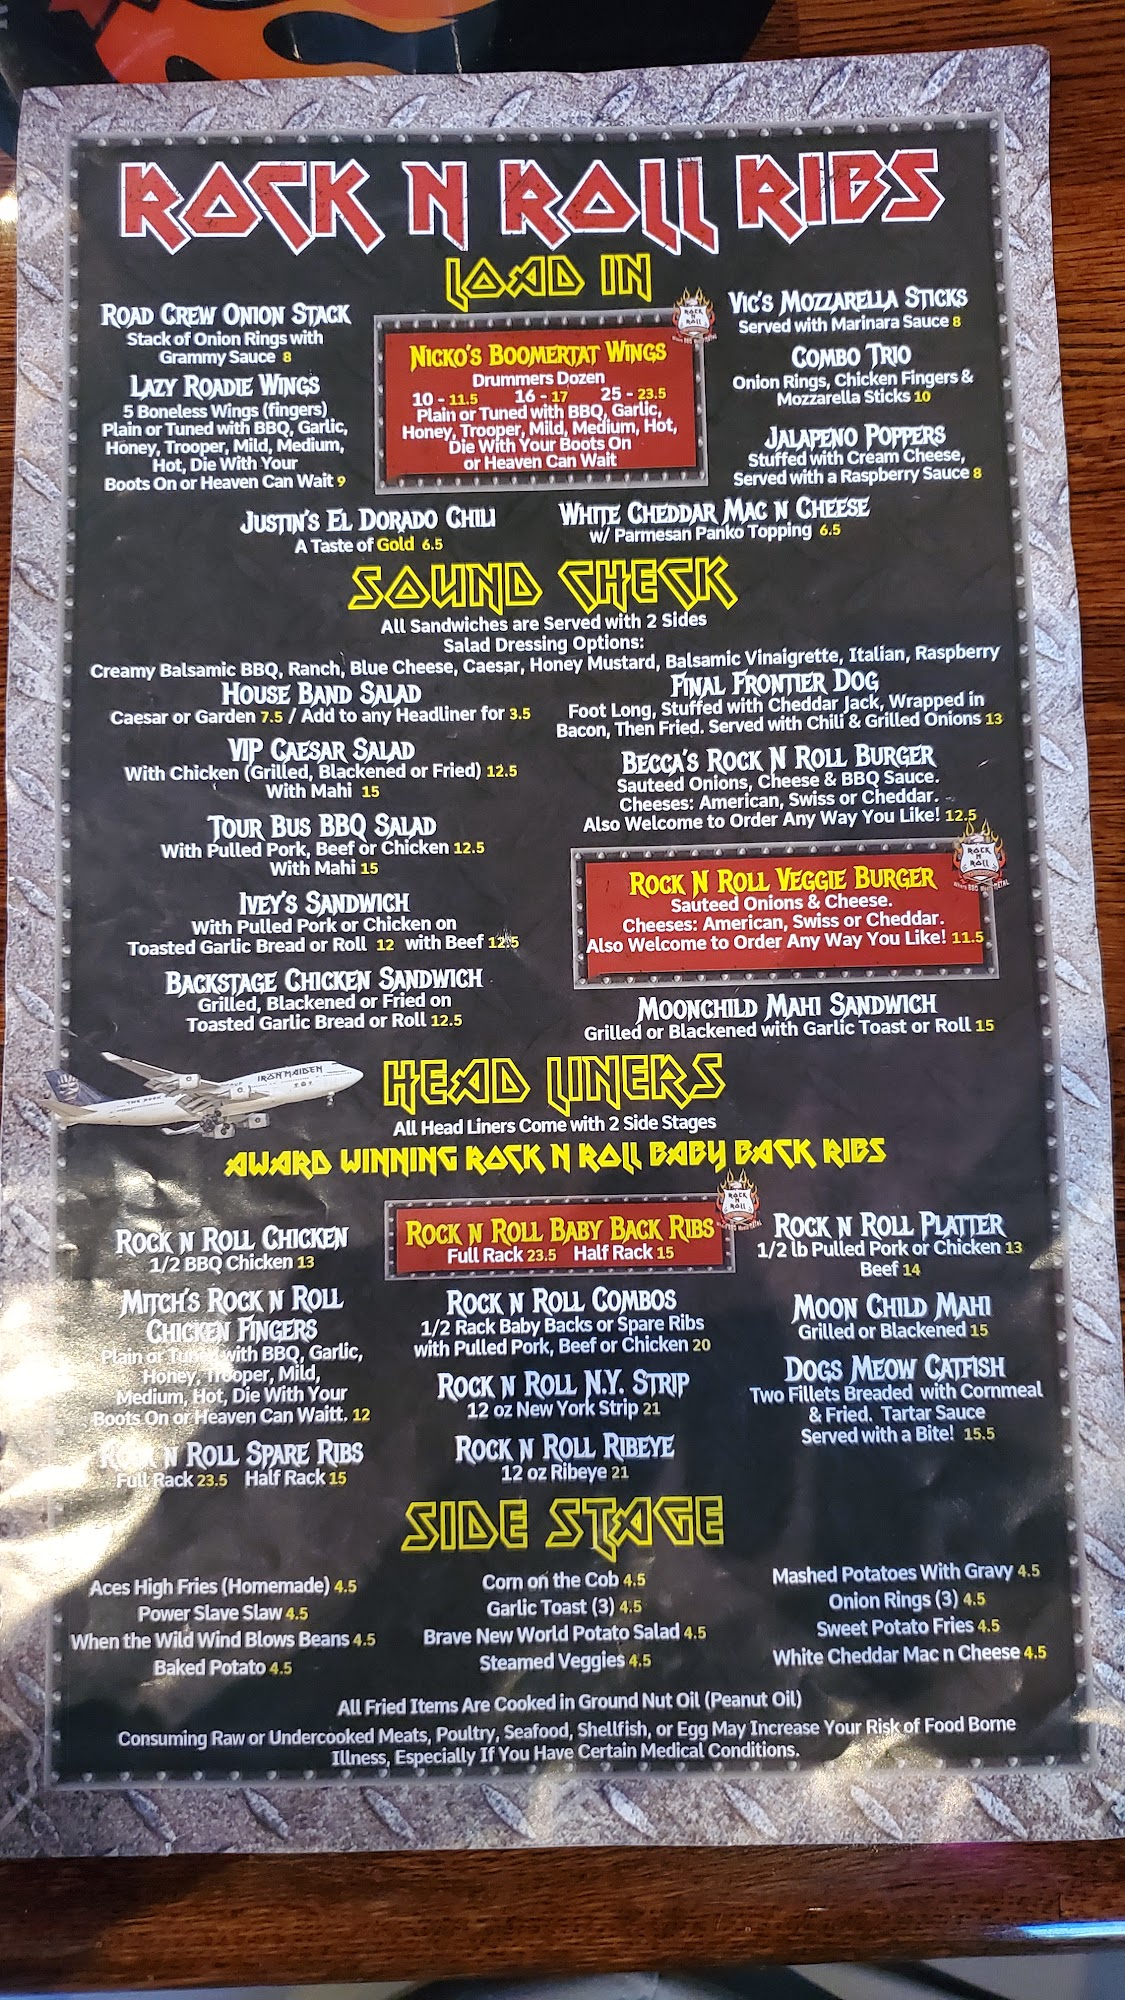 ROCK N ROLL RIBS
LOAD IN
ROAD CREW ONION STACK
Stack of Onion Rings with
Grammy Sauce 8
LAZY ROADIE WINGS
5 Boneless Wings (fingers)
Plain or Tuned with BBQ, Garlic,
Honey, Trooper, Mild, Medium,
Hot, Die With Your
Boots On or Heaven Can Wait 9
NICKO'S BOOMERTAT WINGS
Drummers Dozen
10 - 11.5 16 - 17 25 - 23.5
Plain or Tuned with BBQ, Garlic,
Honey, Trooper, Mild, Medium, Hot,
Die With Your Boots On
or Heaven Can Wait
ROCK N ROLL
VIC'S MOZZARELLA STICKS
Served with Marinara Sauce 8
COMBO TRIO
Onion Rings, Chicken Fingers &
Mozzarella Sticks 10
JALAPENO POPPERS
Stuffed with Cream Cheese,
Served with a Raspberry Sauce 8
JUSTIN'S EL DORADO CHILI
A Taste of Gold 6.5
WHITE CHEDDAR MAC N CHEESE
w/ Parmesan Panko Topping 6.5
SOUND CHECK
All Sandwiches are Served with 2 Sides
Salad Dressing Options:
Creamy Balsamic BBQ, Ranch, Blue Cheese, Caesar, Honey Mustard, Balsamic Vinaigrette, Italian, Raspberry
HOUSE BAND SALAD
Caesar or Garden 7.5 / Add to any Headliner for 3.5
VIP CAESAR SALAD
With Chicken (Grilled, Blackened or Fried) 12.5
With Mahi 15
TOUR BUS BBQ SALAD
With Pulled Pork, Beef or Chicken 12.5
With Mahi 15
IVEY'S SANDWICH
With Pulled Pork or Chicken on
Toasted Garlic Bread or Roll 12 with Beef 12.5
BACKSTAGE CHICKEN SANDWICH
Grilled, Blackened or Fried on
Toasted Garlic Bread or Roll 12.5
FINAL FRONTIER DOG
Foot Long, Stuffed with Cheddar Jack, Wrapped in
Bacon, Then Fried. Served with Chili & Grilled Onions 13
BECCA'S ROCK N ROLL BURGER
Sauteed Onions, Cheese & BBQ Sauce.
Cheeses: American, Swiss or Cheddar.
Also Welcome to Order Any Way You Like! 12.5
ROCK N ROLL
ROCK N ROLL VEGGIE BURGER
Sauteed Onions & Cheese.
Cheeses: American, Swiss or Cheddar.
Also Welcome to Order Any Way You Like! 11.5
MOONCHILD MAHI SANDWICH
Grilled or Blackened with Garlic Toast or Roll 15
IRON MAIDEN
HEAD LINERS
All Head Liners Come with 2 Side Stages
AWARD WINNING ROCK N ROLL BABY BACK RIBS
ROCK N ROLL CHICKEN
1/2 BBQ Chicken 13
MITCH'S ROCK N ROLL
CHICKEN FINGERS
Plain or Tuned with BBQ, Garlic,
Honey, Trooper, Mild,
Medium, Hot, Die With Your
Boots On or Heaven Can Waitt. 12
ROCK N ROLL SPARE RIBS
Full Rack 23.5 Half Rack 15
ROCK N ROLL BABY BACK RIBS
Full Rack 23.5 Half Rack 15
ROCK N ROLL
ROCK N ROLL COMBOS
1/2 Rack Baby Backs or Spare Ribs
with Pulled Pork, Beef or Chicken 20
ROCK N ROLL N.Y. STRIP
12 oz New York Strip 21
ROCK N ROLL RIBEYE
12 oz Ribeye 21
ROCK N ROLL PLATTER
1/2 lb Pulled Pork or Chicken 13
Beef 14
MOON CHILD MAHI
Grilled or Blackened 15
DOGS MEOW CATFISH
Two Fillets Breaded with Cornmeal
& Fried. Tartar Sauce
Served with a Bite! 15.5
SIDE STAGE
Aces High Fries (Homemade) 4.5
Power Slave Slaw 4.5
When the Wild Wind Blows Beans 4.5
Baked Potato 4.5
Corn on the Cob 4.5
Garlic Toast (3) 4.5
Brave New World Potato Salad 4.5
Steamed Veggies 4.5
Mashed Potatoes With Gravy 4.5
Onion Rings (3) 4.5
Sweet Potato Fries 4.5
White Cheddar Mac n Cheese 4.5
All Fried Items Are Cooked in Ground Nut Oil (Peanut Oil)
Consuming Raw or Undercooked Meats, Poultry, Seafood, Shellfish, or Egg May Increase Your Risk of Food Borne
Illness, Especially If You Have Certain Medical Conditions.